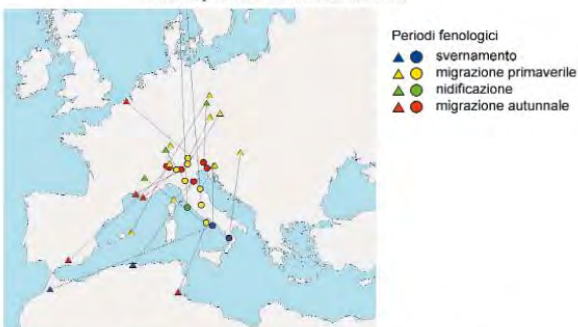 Periodi fenologici
svernamento
migrazione primaverile
nidificazione
migrazione autunnale